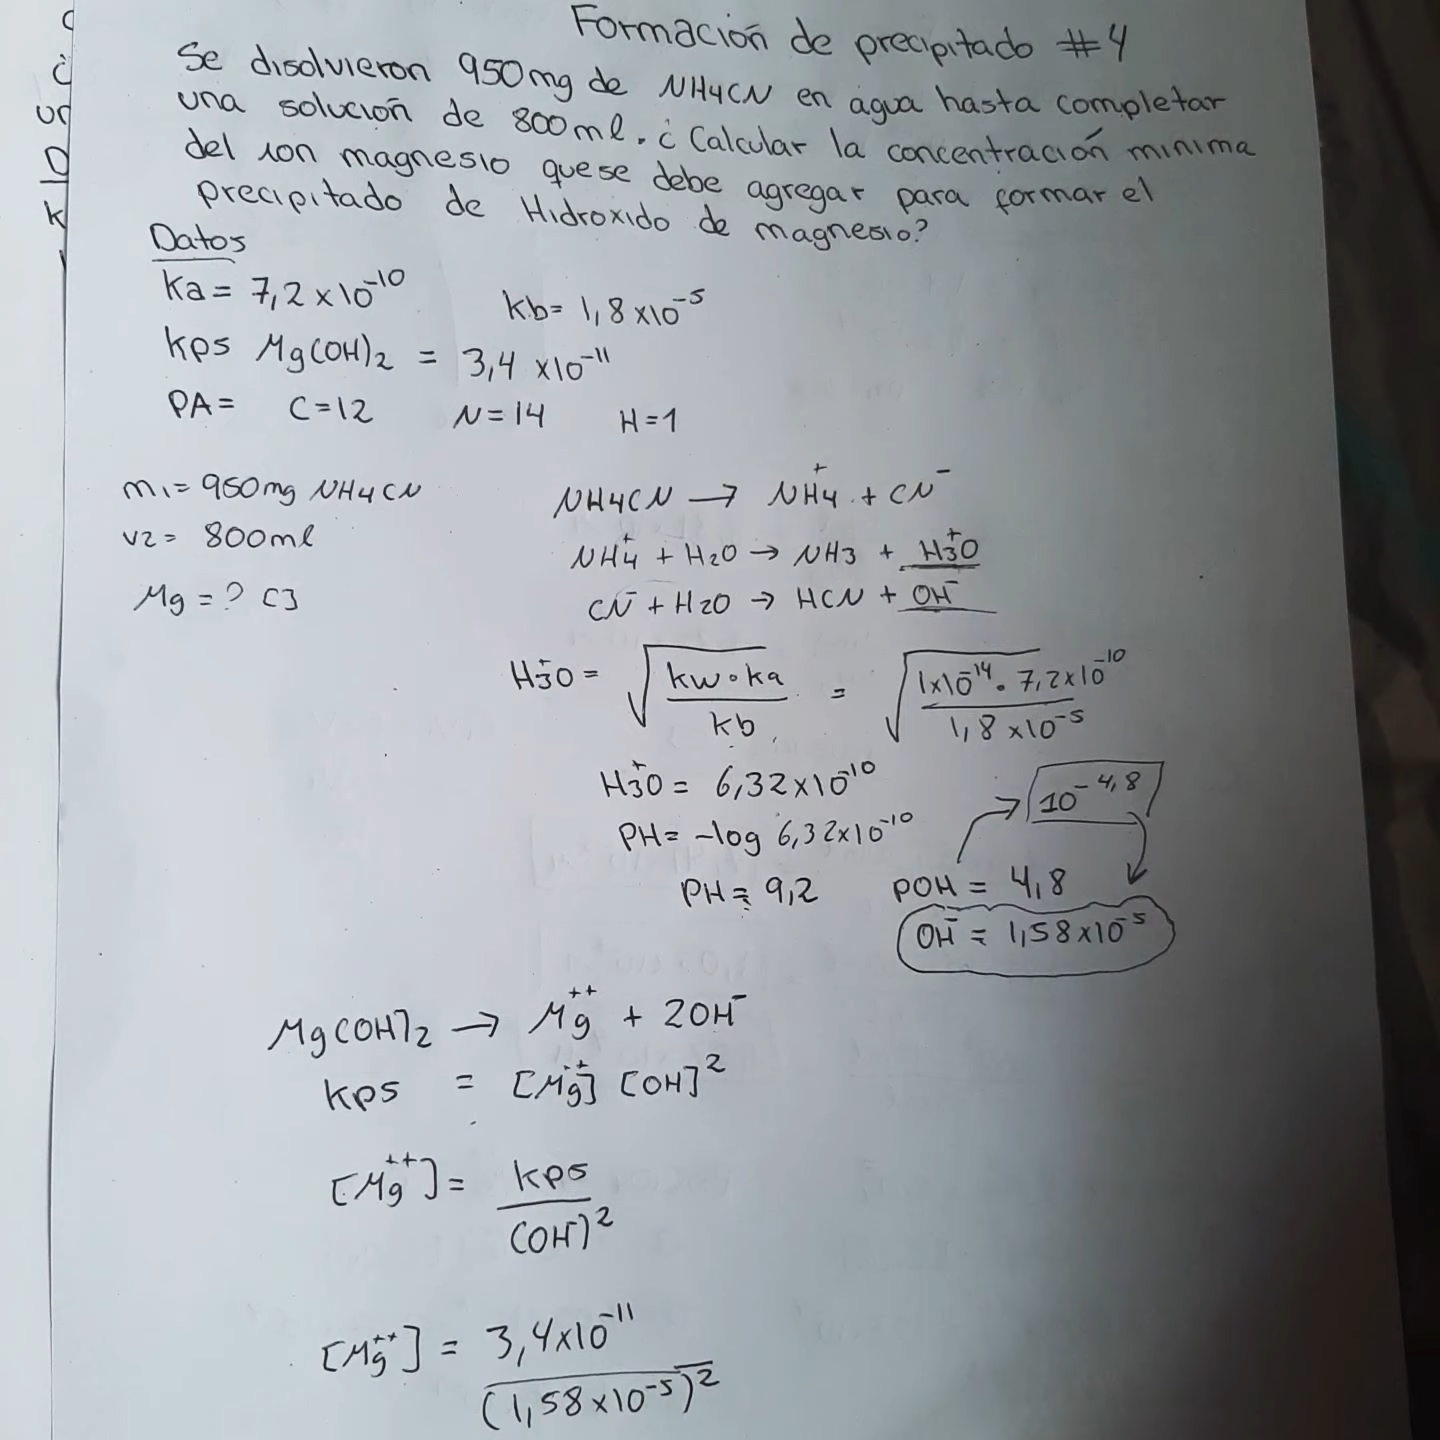 Formación de precipitado #4
Se disolvieron 950mg de NH4CN en agua hasta completar
una solución de 800ml. ¿ Calcular la concentración minima
del ion magnesio que se debe agregar para formar el
precipitado de Hidroxido de magnesio?
Datos
ka = 7,2 x10⁻¹⁰ kb= 1,8 x10⁻⁵
kps Mg(OH)₂ = 3,4 x10⁻¹¹
PA= C=12 N=14 H=1
m₁= 950mg NH4CN
v2= 800ml
Mg = ? [ ]
NH4CN → NH4⁺ + CN⁻
NH4⁺ + H2O → NH3 + H3O⁺
CN⁻ + H2O → HCN + OH⁻
H3O⁺ = √(kw•ka / kb) = √(1x10⁻¹⁴ • 7,2x10⁻¹⁰ / 1,8 x10⁻⁵)
H3O⁺ = 6,32x10⁻¹⁰
PH= -log 6,32x10⁻¹⁰
10⁻⁴,⁸
PH = 9,2 POH = 4,8
OH⁻ = 1,58x10⁻⁵
Mg(OH)2 → Mg⁺⁺ + 2OH⁻
kps = [Mg⁺⁺] [OH]²
[Mg⁺⁺] = kps / (OH⁻)²
[Mg⁺⁺] = 3,4x10⁻¹¹ / (1,58x10⁻⁵)²